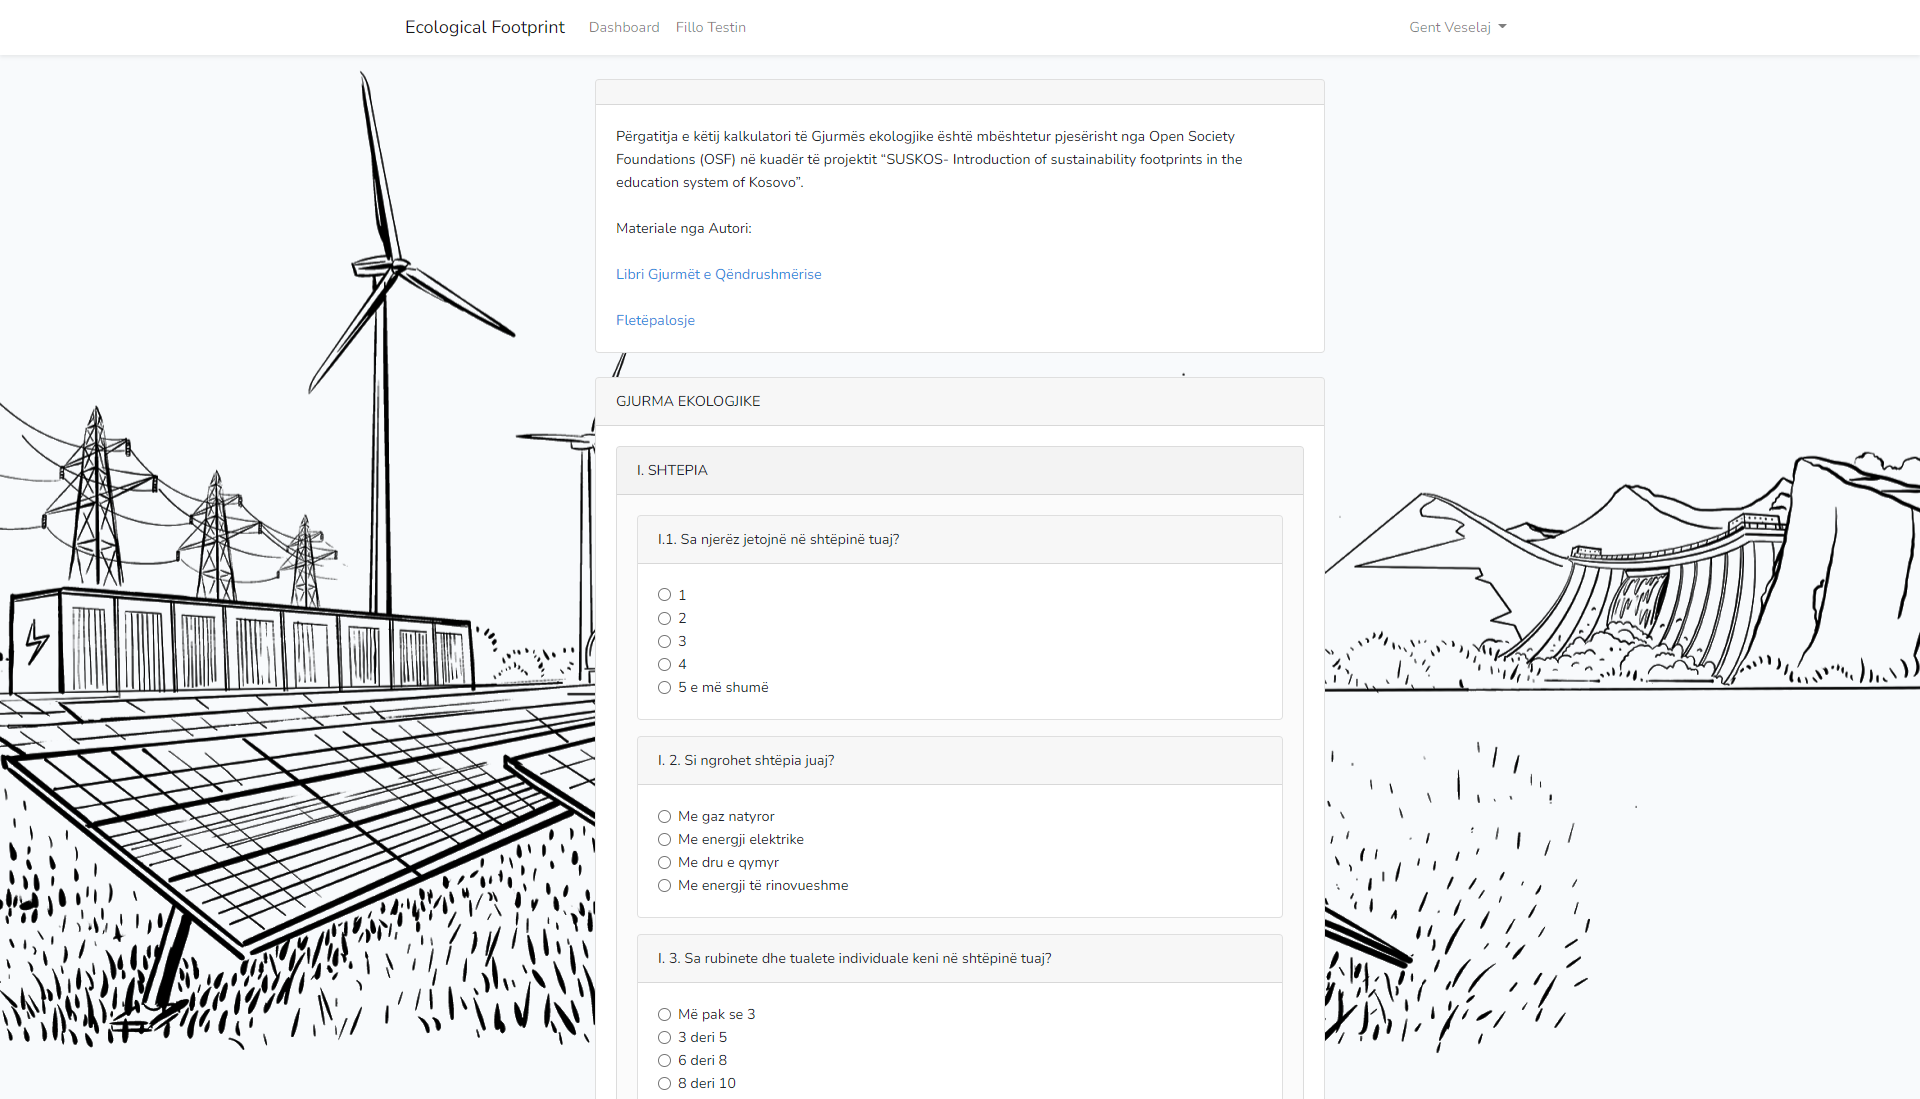 Ecological Footprint
Dashboard
Fillo Testin
Gent Veselaj
Përgatitja e këtij kalkulatori të Gjurmës ekologjike është mbështetur pjesërisht nga Open Society
Foundations (OSF) në kuadër të projektit “SUSKOS- Introduction of sustainability footprints in the
education system of Kosovo”.
Materiale nga Autori:
Libri Gjurmët e Qëndrushmërise
Fletëpalosje
GJURMA EKOLOGJIKE
I. SHTEPIA
I.1. Sa njerëz jetojnë në shtëpinë tuaj?
1
2
3
4
5 e më shumë
I. 2. Si ngrohet shtëpia juaj?
Me gaz natyror
Me energji elektrike
Me dru e qymyr
Me energji të rinovueshme
I. 3. Sa rubinete dhe tualete individuale keni në shtëpinë tuaj?
Më pak se 3
3 deri 5
6 deri 8
8 deri 10